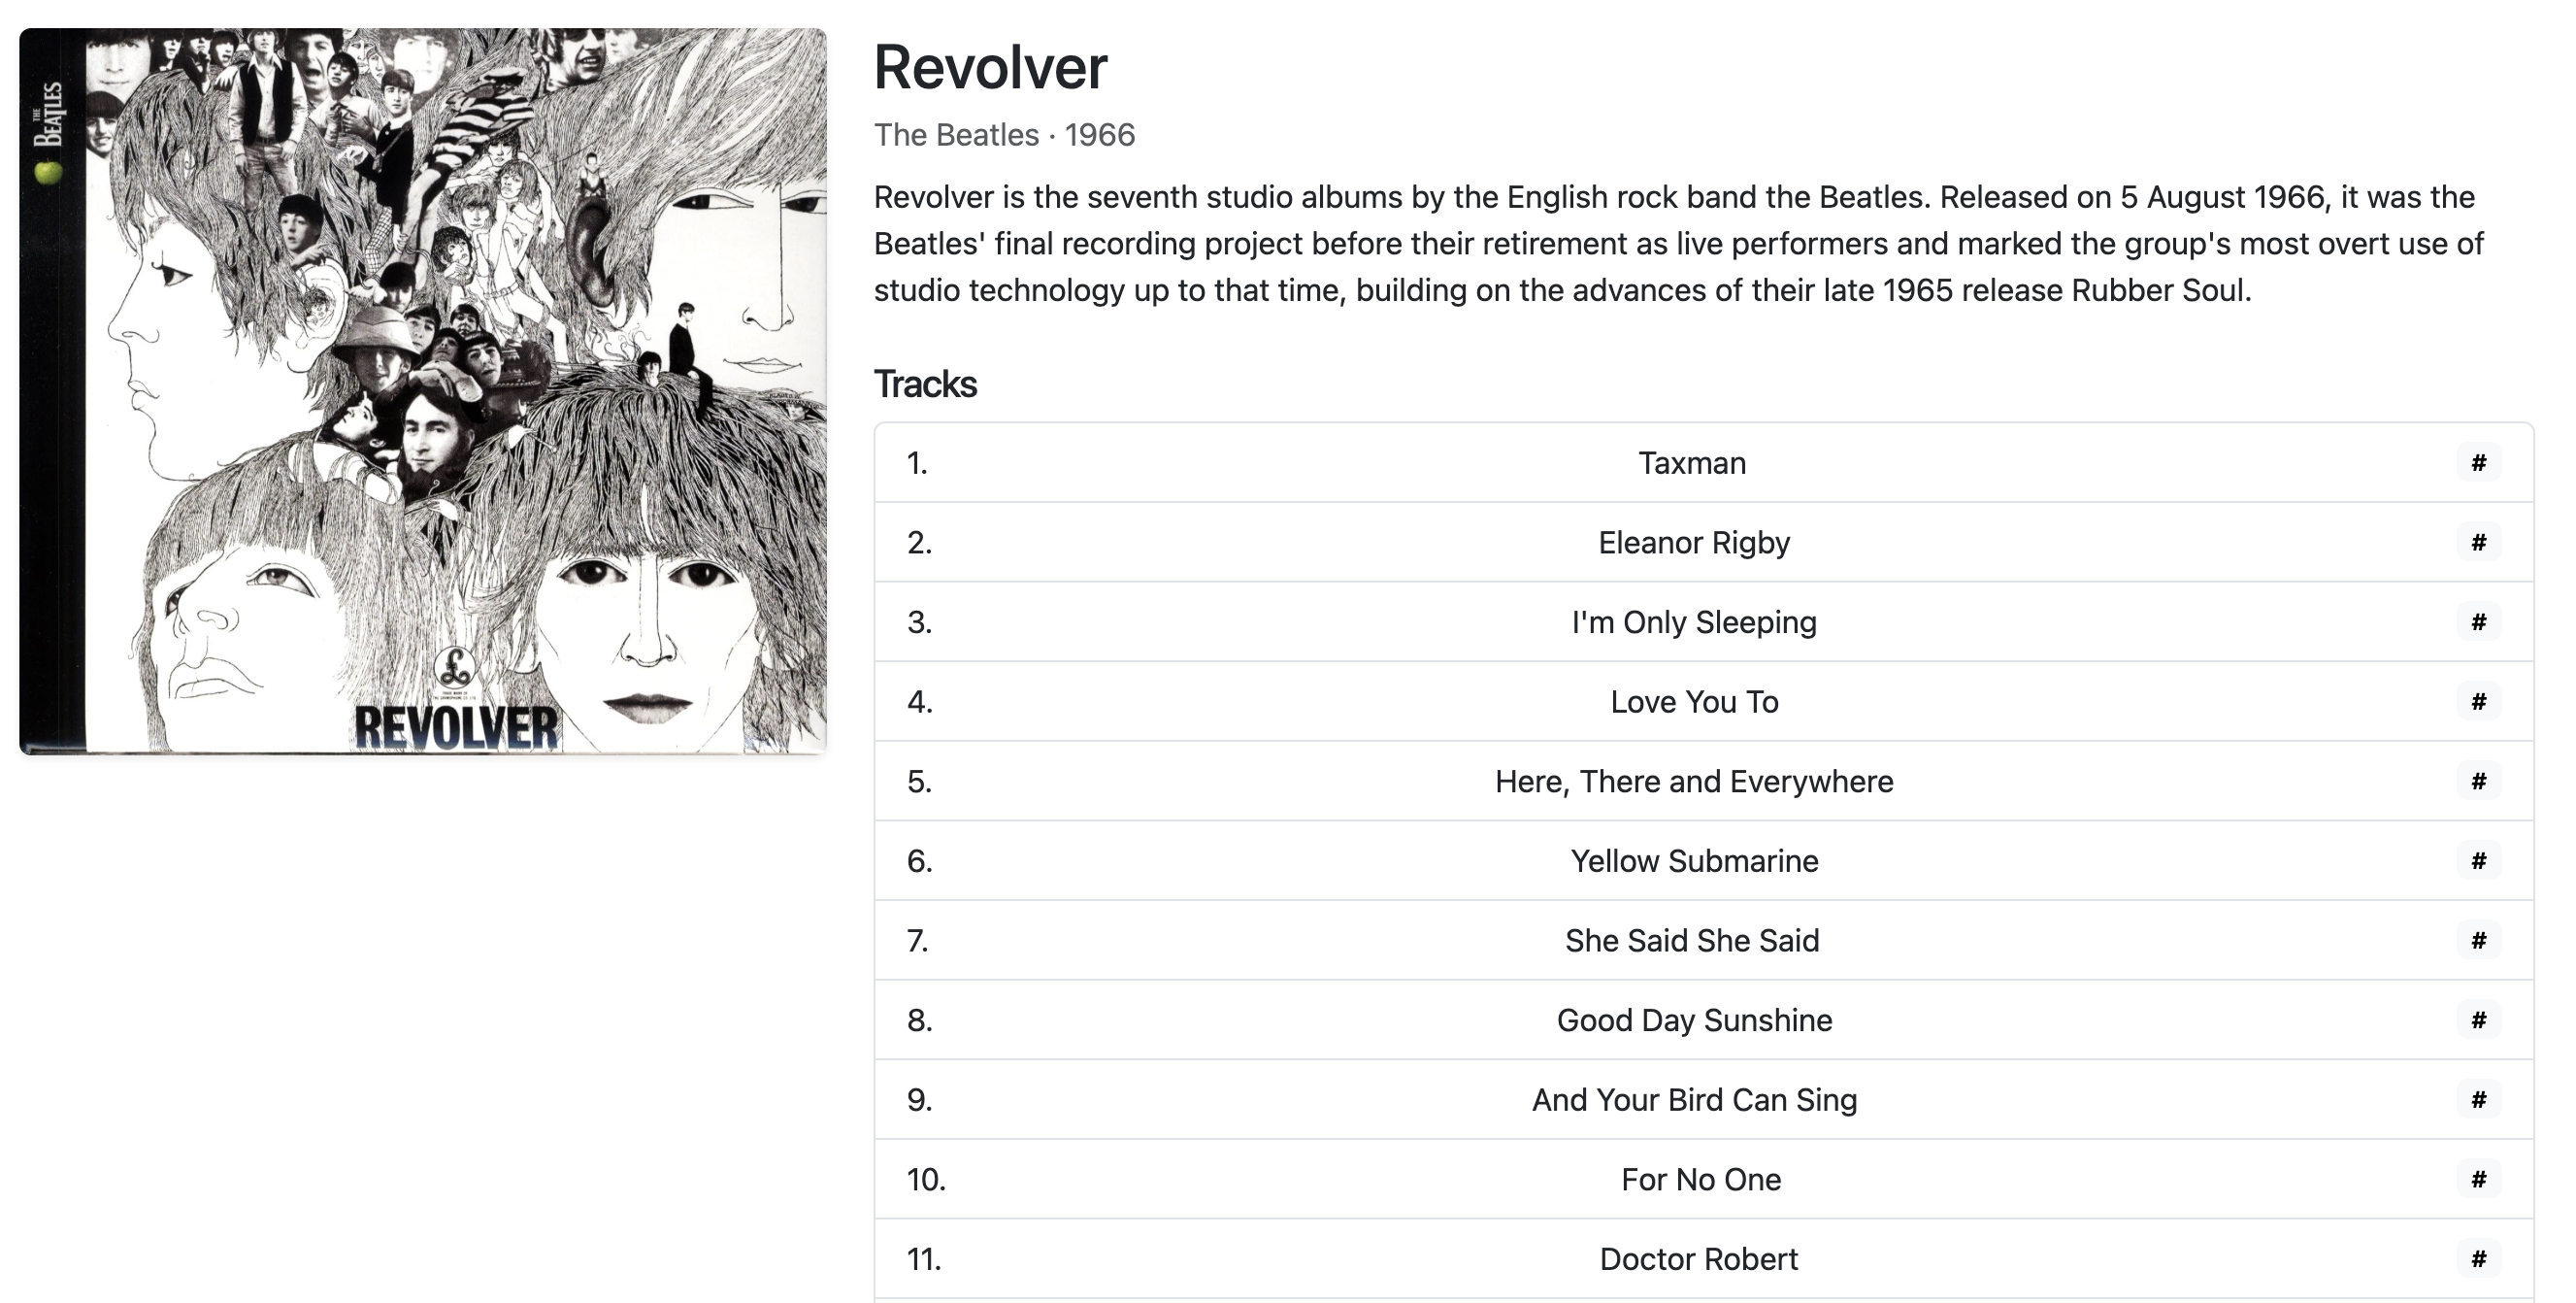 THE BEATLES
REVOLVER
Revolver
The Beatles · 1966
Revolver is the seventh studio albums by the English rock band the Beatles. Released on 5 August 1966, it was the
Beatles' final recording project before their retirement as live performers and marked the group's most overt use of
studio technology up to that time, building on the advances of their late 1965 release Rubber Soul.
Tracks
1. Taxman #
2. Eleanor Rigby #
3. I'm Only Sleeping #
4. Love You To #
5. Here, There and Everywhere #
6. Yellow Submarine #
7. She Said She Said #
8. Good Day Sunshine #
9. And Your Bird Can Sing #
10. For No One #
11. Doctor Robert #